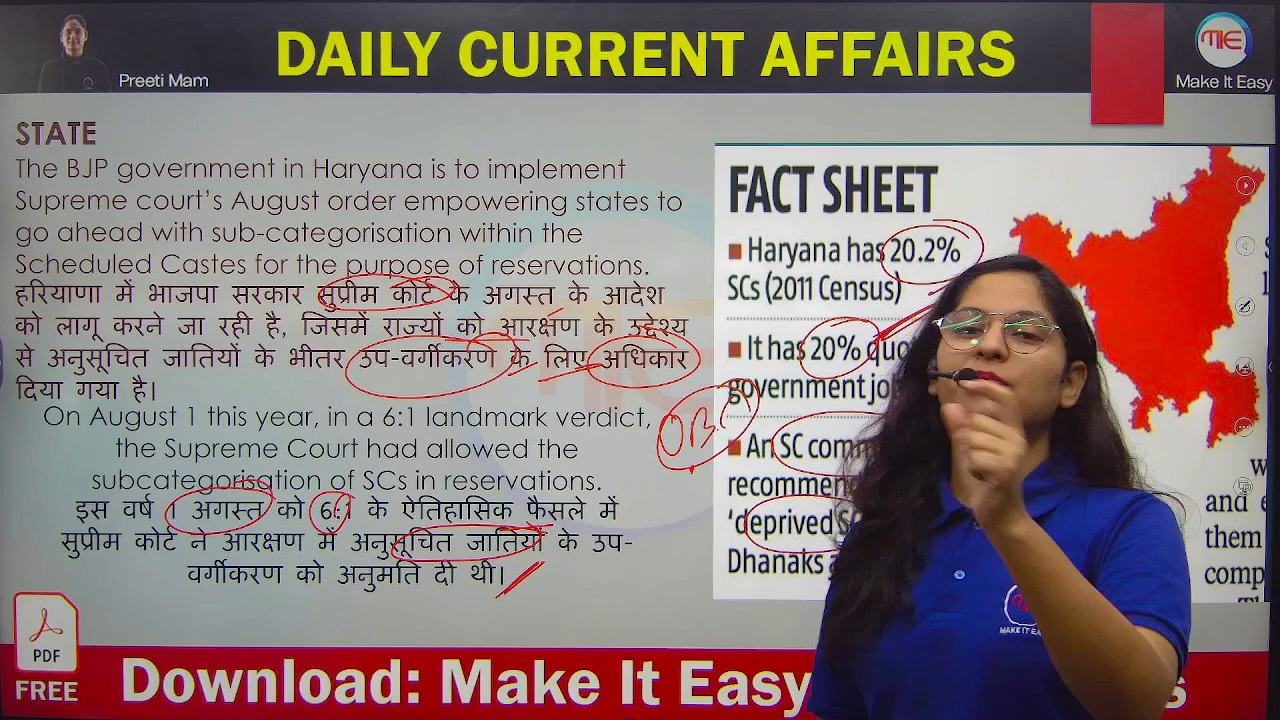 Preeti Mam
DAILY CURRENT AFFAIRS
MIE
Make It Easy
STATE
The BJP government in Haryana is to implement
Supreme court's August order empowering states to
go ahead with sub-categorisation within the
Scheduled Castes for the purpose of reservations.
हरियाणा में भाजपा सरकार सुप्रीम कोर्ट के अगस्त के आदेश
को लागू करने जा रही है, जिसमें राज्यों को आरक्षण के उद्देश्य
से अनुसूचित जातियों के भीतर उप-वर्गीकरण के लिए अधिकार
दिया गया है।
On August 1 this year, in a 6:1 landmark verdict,
the Supreme Court had allowed the
subcategorisation of SCs in reservations.
इस वर्ष 1 अगस्त को 6:1 के ऐतिहासिक फैसले में
सुप्रीम कोर्ट ने आरक्षण में अनुसूचित जातियों के उप-
वर्गीकरण को अनुमति दी थी।
FACT SHEET
Haryana has 20.2%
SCs (2011 Census)
It has 20% quo
government jo
An SC comm
recommen
'deprived S
Dhanaks
and
them
comp
MAKE IT EA
PDF
FREE
Download: Make It Easy
s